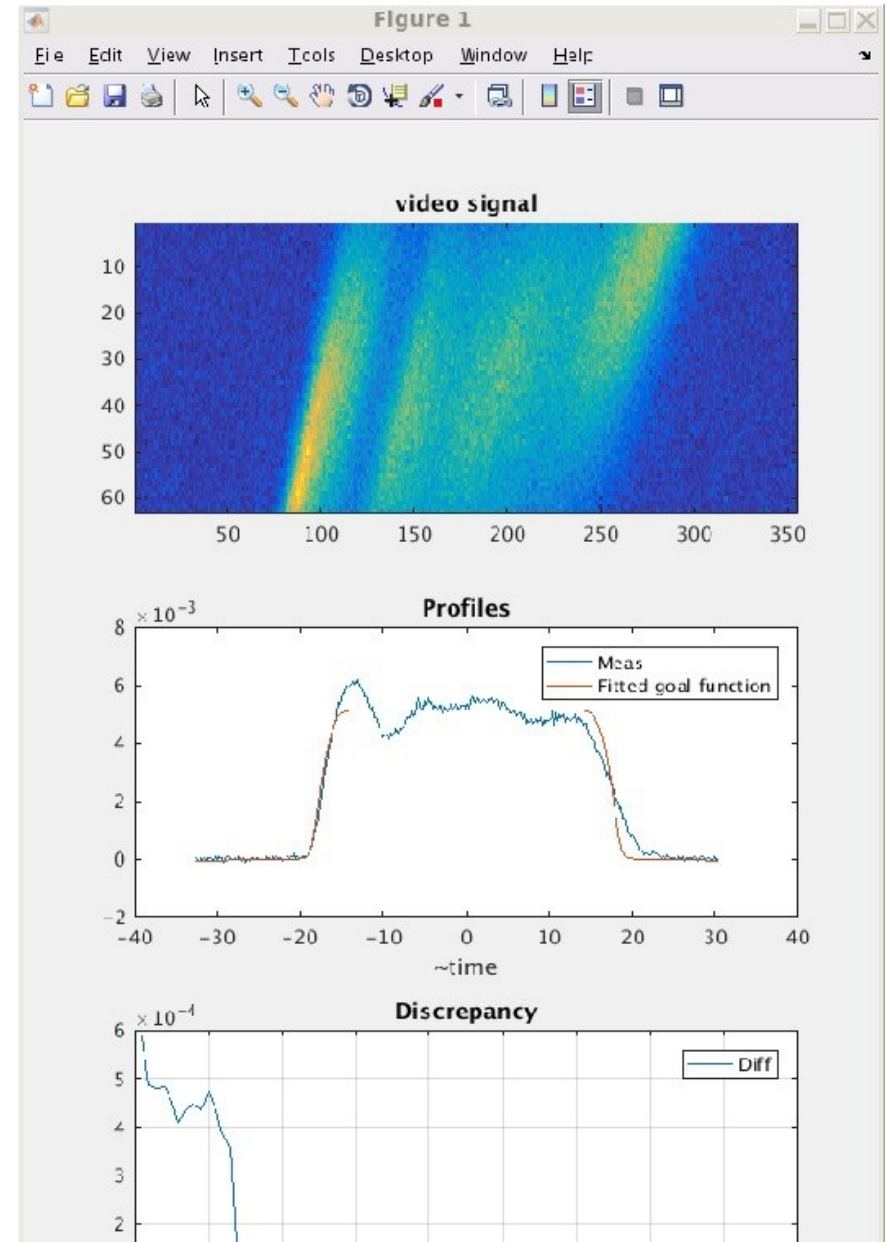 Figure 1
File Edit View Insert Tools Desktop Window Help
video signal
10
20
30
40
50
60
50 100 150 200 250 300 350
Profiles
×10⁻³
8
6
4
2
0
−2
−40 −30 −20 −10 0 10 20 30 40
~time
Meas
Fitted goal function
Discrepancy
×10⁻⁴
6
5
4
3
2
Diff